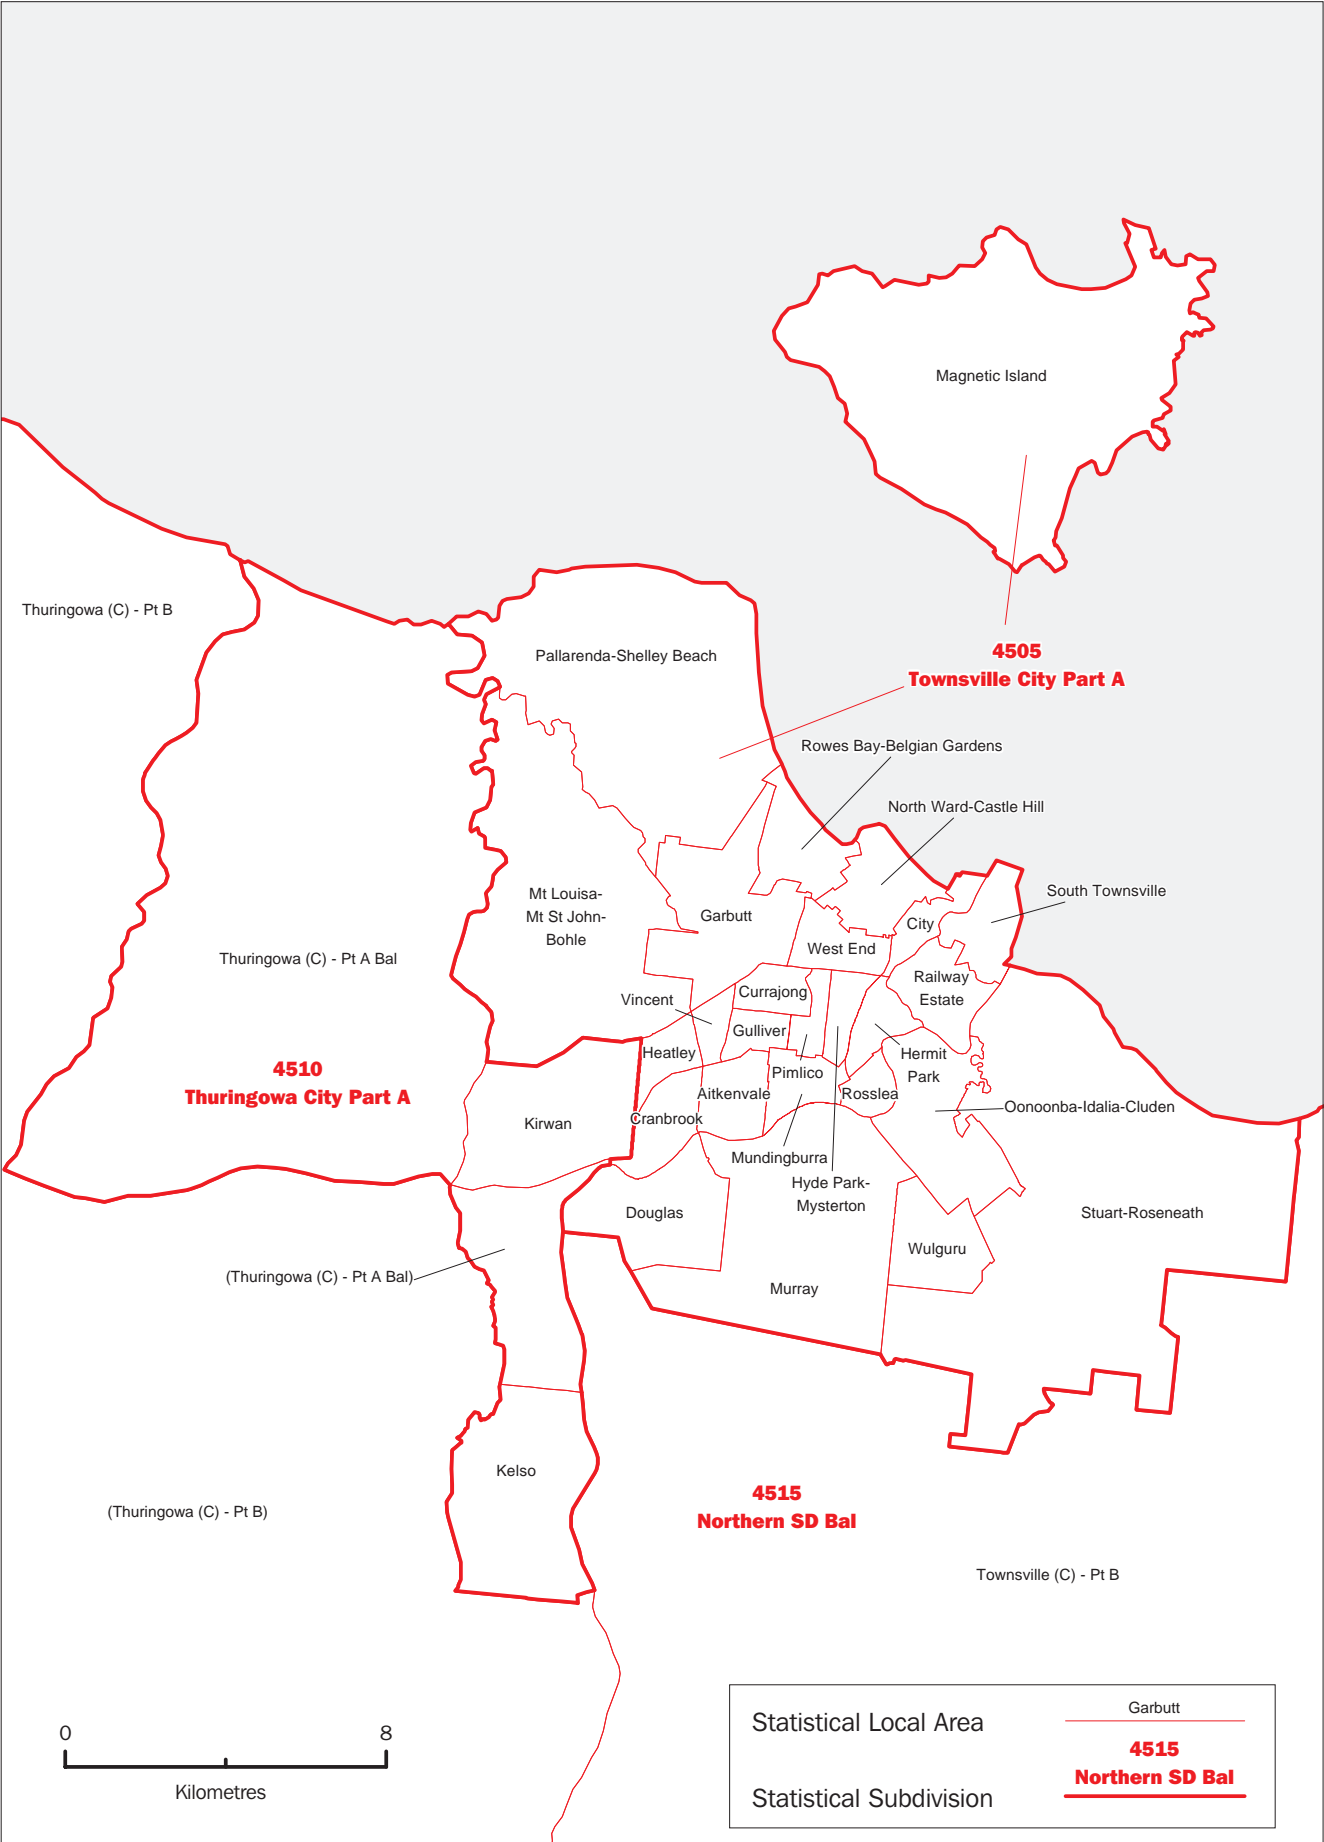 Magnetic Island
Thuringowa (C) - Pt B
Pallarenda-Shelley Beach
4505
Townsville City Part A
Rowes Bay-Belgian Gardens
North Ward-Castle Hill
South Townsville
Mt Louisa-
Mt St John-
Bohle
Garbutt
City
West End
Thuringowa (C) - Pt A Bal
Railway
Estate
Currajong
Vincent
Gulliver
Heatley
Hermit
Park
Pimlico
4510
Thuringowa City Part A
Aitkenvale
Rosslea
Oonoonba-Idalia-Cluden
Kirwan
Cranbrook
Mundingburra
Hyde Park-
Mysterton
Douglas
Stuart-Roseneath
Wulguru
(Thuringowa (C) - Pt A Bal)
Murray
Kelso
4515
Northern SD Bal
(Thuringowa (C) - Pt B)
Townsville (C) - Pt B
0 8
Kilometres
Statistical Local Area
Garbutt
4515
Northern SD Bal
Statistical Subdivision